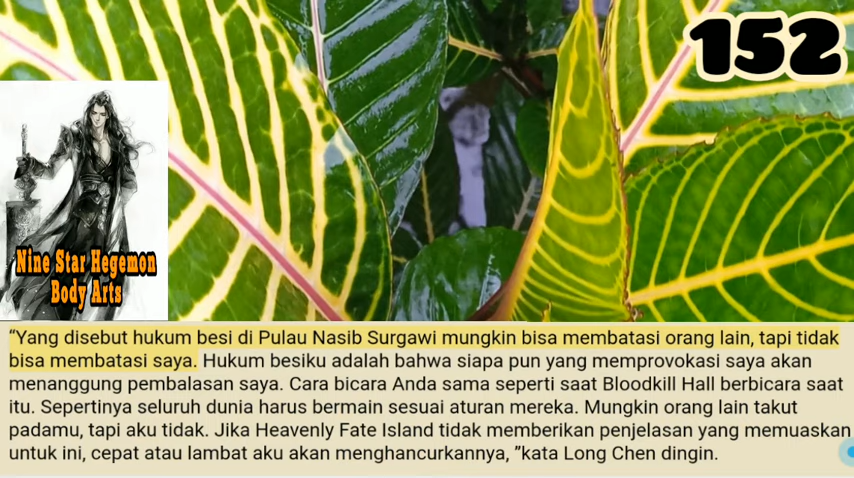 152
Nine Star Hegemon
Body Arts
“Yang disebut hukum besi di Pulau Nasib Surgawi mungkin bisa membatasi orang lain, tapi tidak
bisa membatasi saya. Hukum besiku adalah bahwa siapa pun yang memprovokasi saya akan
menanggung pembalasan saya. Cara bicara Anda sama seperti saat Bloodkill Hall berbicara saat
itu. Sepertinya seluruh dunia harus bermain sesuai aturan mereka. Mungkin orang lain takut
padamu, tapi aku tidak. Jika Heavenly Fate Island tidak memberikan penjelasan yang memuaskan
untuk ini, cepat atau lambat aku akan menghancurkannya, ”kata Long Chen dingin.